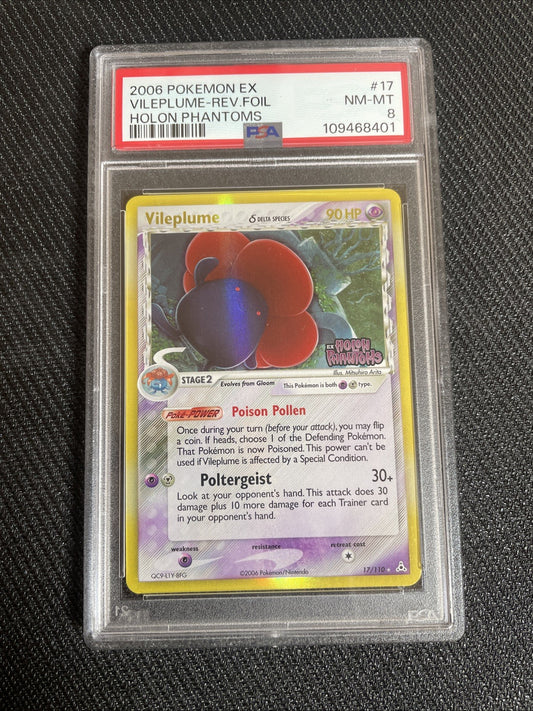 2006 POKEMON EX #17
VILEPLUME-REV.FOIL NM-MT
HOLON PHANTOMS 8
PSA 109468401
Vileplume δ DELTA SPECIES 90 HP
EX HOLON PHANTOMS
Illus. Mitsuhiro Arita
STAGE 2 Evolves from Gloom This Pokémon is both type.
Poké-POWER Poison Pollen
Once during your turn (before your attack), you may flip
a coin. If heads, choose 1 of the Defending Pokémon.
That Pokémon is now Poisoned. This power can't be
used if Vileplume is affected by a Special Condition.
Poltergeist 30+
Look at your opponent's hand. This attack does 30
damage plus 10 more damage for each Trainer card
in your opponent's hand.
weakness resistance retreat cost
QC9-L1Y-8FG ©2006 Pokémon/Nintendo 17/110